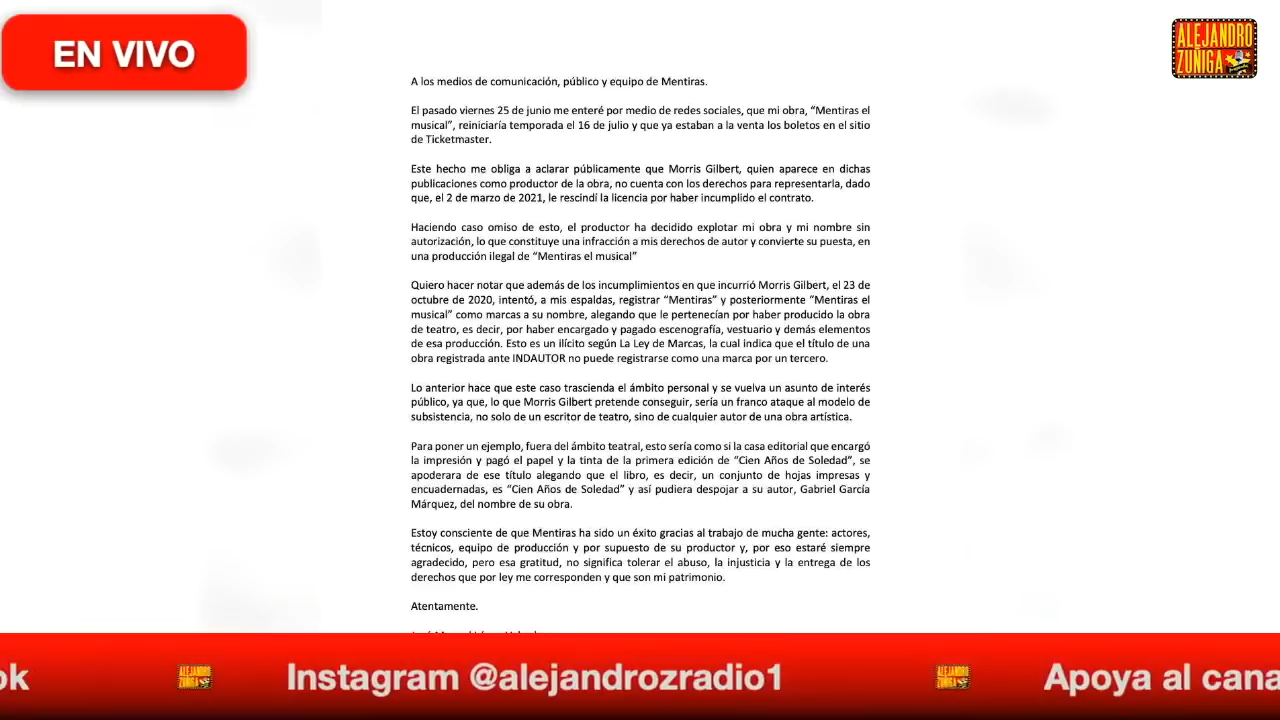 EN VIVO
ALEJANDRO
ZÚÑIGA
A los medios de comunicación, público y equipo de Mentiras.
El pasado viernes 25 de junio me enteré por medio de redes sociales, que mi obra, “Mentiras el
musical”, reiniciaría temporada el 16 de julio y que ya estaban a la venta los boletos en el sitio
de Ticketmaster.
Este hecho me obliga a aclarar públicamente que Morris Gilbert, quien aparece en dichas
publicaciones como productor de la obra, no cuenta con los derechos para representarla, dado
que, el 2 de marzo de 2021, le rescindí la licencia por haber incumplido el contrato.
Haciendo caso omiso de esto, el productor ha decidido explotar mi obra y mi nombre sin
autorización, lo que constituye una infracción a mis derechos de autor y convierte su puesta, en
una producción ilegal de “Mentiras el musical”
Quiero hacer notar que además de los incumplimientos en que incurrió Morris Gilbert, el 23 de
octubre de 2020, intentó, a mis espaldas, registrar “Mentiras” y posteriormente “Mentiras el
musical” como marcas a su nombre, alegando que le pertenecían por haber producido la obra
de teatro, es decir, por haber encargado y pagado escenografía, vestuario y demás elementos
de esa producción. Esto es un ilícito según La Ley de Marcas, la cual indica que el título de una
obra registrada ante INDAUTOR no puede registrarse como una marca por un tercero.
Lo anterior hace que este caso trascienda el ámbito personal y se vuelva un asunto de interés
público, ya que, lo que Morris Gilbert pretende conseguir, sería un franco ataque al modelo de
subsistencia, no solo de un escritor de teatro, sino de cualquier autor de una obra artística.
Para poner un ejemplo, fuera del ámbito teatral, esto sería como si la casa editorial que encargó
la impresión y pagó el papel y la tinta de la primera edición de “Cien Años de Soledad”, se
apoderara de ese título alegando que el libro, es decir, un conjunto de hojas impresas y
encuadernadas, es “Cien Años de Soledad” y así pudiera despojar a su autor, Gabriel García
Márquez, del nombre de su obra.
Estoy consciente de que Mentiras ha sido un éxito gracias al trabajo de mucha gente: actores,
técnicos, equipo de producción y por supuesto de su productor y, por eso estaré siempre
agradecido, pero esa gratitud, no significa tolerar el abuso, la injusticia y la entrega de los
derechos que por ley me corresponden y que son mi patrimonio.
Atentamente.
ok
ALEJANDRO
ZÚÑIGA
Instagram @alejandrozradio1
ALEJANDRO
ZÚÑIGA
Apoya al cana